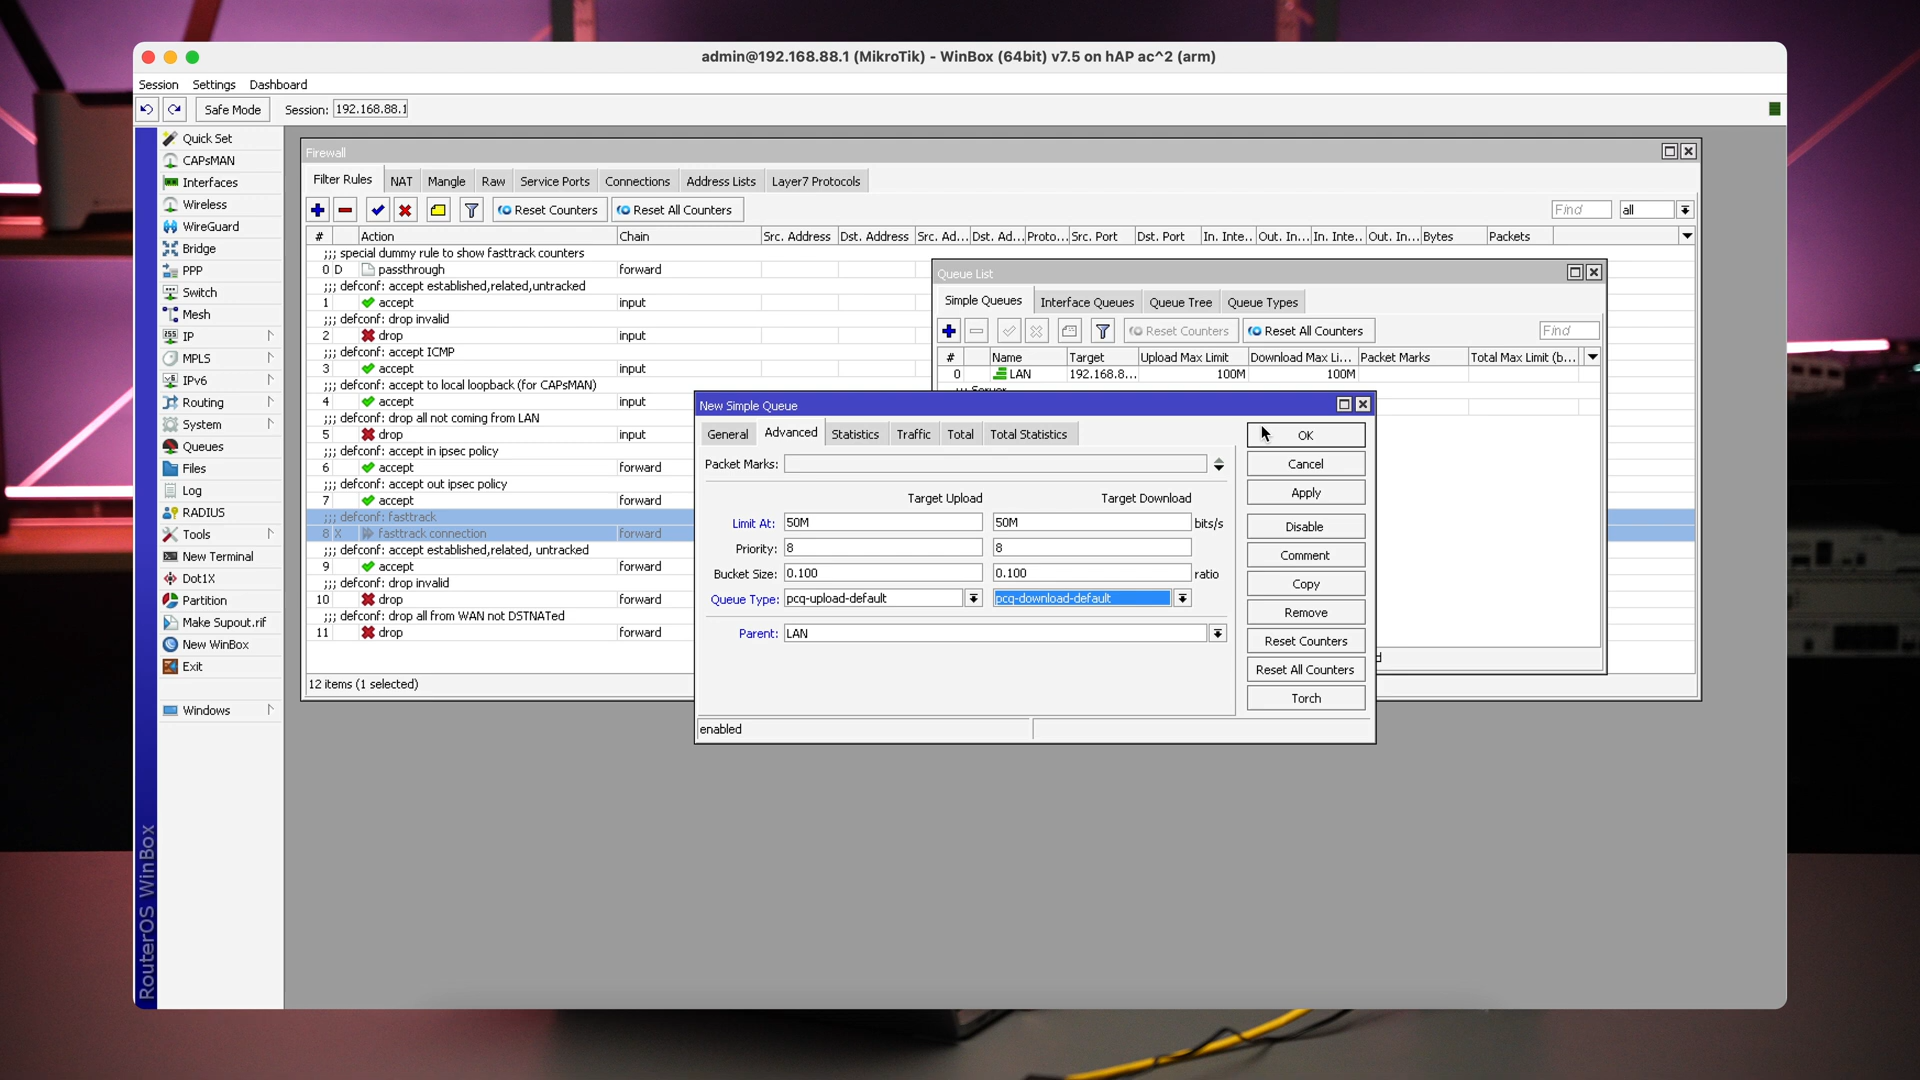 admin@192.168.88.1 (MikroTik) - WinBox (64bit) v7.5 on hAP ac^2 (arm)
Session Settings Dashboard
Safe Mode Session: 192.168.88.1
Quick Set
CAPsMAN
Interfaces
Wireless
WireGuard
Bridge
PPP
Switch
Mesh
IP
MPLS
IPv6
Routing
System
Queues
Files
Log
RADIUS
Tools
New Terminal
Dot1X
Partition
Make Supout.rif
New WinBox
Exit
Windows
RouterOS WinBox
Firewall
Filter Rules NAT Mangle Raw Service Ports Connections Address Lists Layer7 Protocols
Reset Counters Reset All Counters Find all
# Action Chain Src. Address Dst. Address Src. Ad... Dst. Ad... Proto... Src. Port Dst. Port In. Inte... Out. In... In. Inte... Out. In... Bytes Packets
;;; special dummy rule to show fasttrack counters
0 D passthrough forward
;;; defconf: accept established,related,untracked
1 accept input
;;; defconf: drop invalid
2 drop input
;;; defconf: accept ICMP
3 accept input
;;; defconf: accept to local loopback (for CAPsMAN)
4 accept input
;;; defconf: drop all not coming from LAN
5 drop input
;;; defconf: accept in ipsec policy
6 accept forward
;;; defconf: accept out ipsec policy
7 accept forward
;;; defconf: fasttrack
8 X fasttrack connection forward
;;; defconf: accept established,related, untracked
9 accept forward
;;; defconf: drop invalid
10 drop forward
;;; defconf: drop all from WAN not DSTNATed
11 drop forward
12 items (1 selected)
Queue List
Simple Queues Interface Queues Queue Tree Queue Types
Reset Counters Reset All Counters Find
# Name Target Upload Max Limit Download Max Li... Packet Marks Total Max Limit (b...
0 LAN 192.168.8... 100M 100M
;;; Server
New Simple Queue
General Advanced Statistics Traffic Total Total Statistics
Packet Marks:
Target Upload Target Download
Limit At: 50M 50M bits/s
Priority: 8 8
Bucket Size: 0.100 0.100 ratio
Queue Type: pcq-upload-default pcq-download-default
Parent: LAN
enabled
OK
Cancel
Apply
Disable
Comment
Copy
Remove
Reset Counters
Reset All Counters
Torch